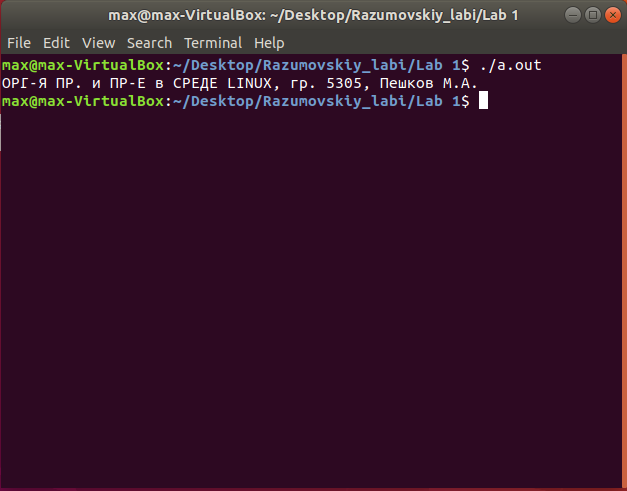 max@max-VirtualBox: ~/Desktop/Razumovskiy_labi/Lab 1
File Edit View Search Terminal Help
max@max-VirtualBox:~/Desktop/Razumovskiy_labi/Lab 1$ ./a.out
ОРГ-Я ПР. и ПР-Е в СРЕДЕ LINUX, гр. 5305, Пешков М.А.
max@max-VirtualBox:~/Desktop/Razumovskiy_labi/Lab 1$